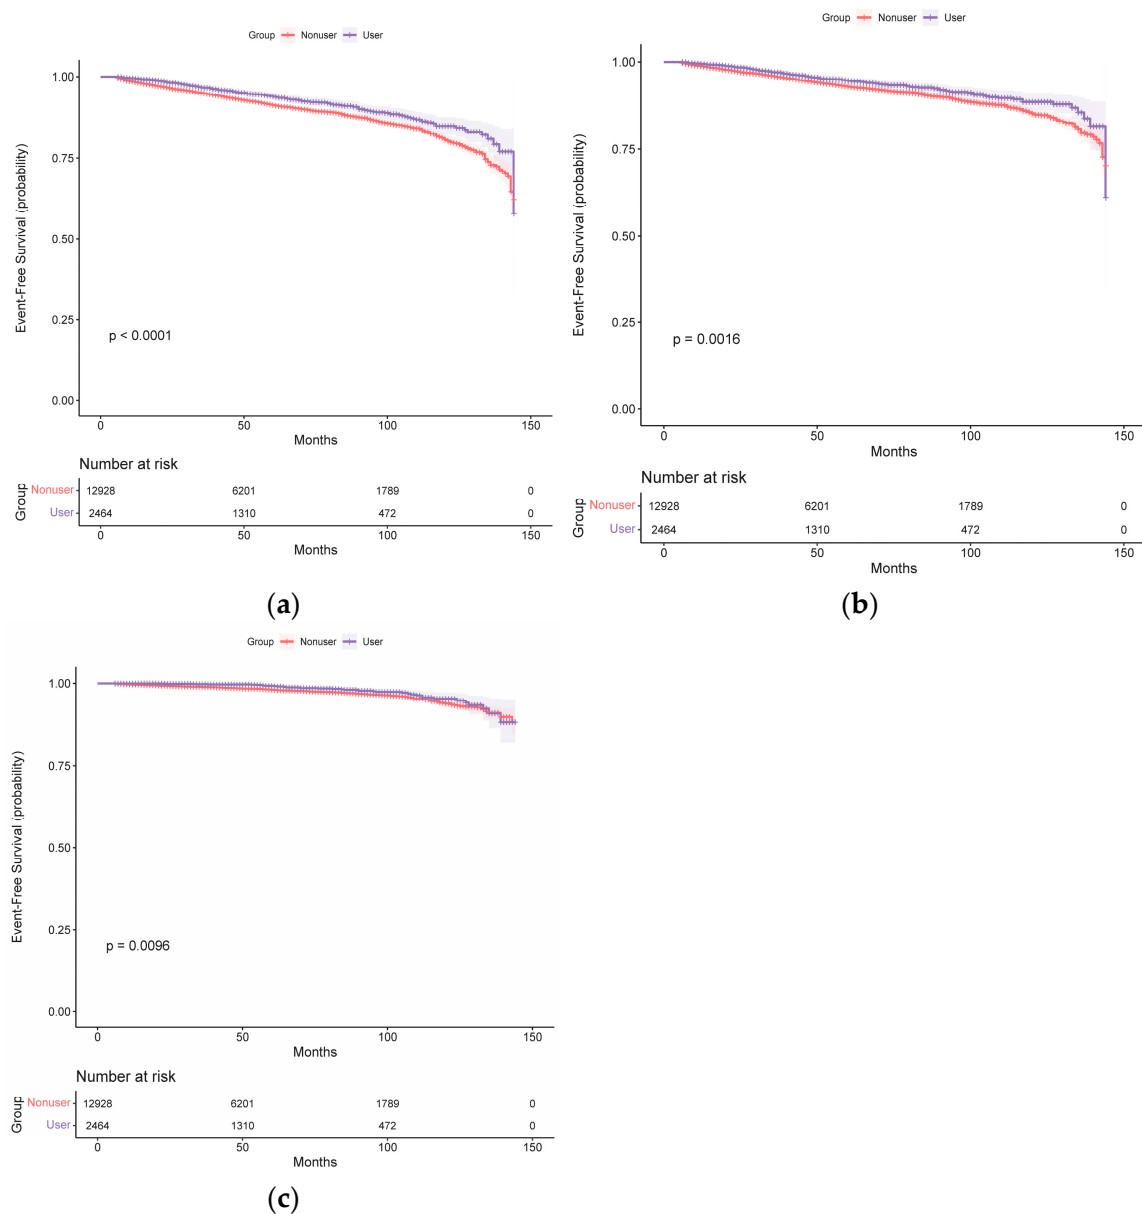 Group Nonuser User
1.00
0.75
0.50
0.25
0.00
Event-Free Survival (probability)
p < 0.0001
0 50 100 150
Months
Number at risk
Group
Nonuser 12928 6201 1789 0
User 2464 1310 472 0
0 50 100 150
Months
(a)
Group Nonuser User
1.00
0.75
0.50
0.25
0.00
Event-Free Survival (probability)
p = 0.0016
0 50 100 150
Months
Number at risk
Group
Nonuser 12928 6201 1789 0
User 2464 1310 472 0
0 50 100 150
Months
(b)
Group Nonuser User
1.00
0.75
0.50
0.25
0.00
Event-Free Survival (probability)
p = 0.0096
0 50 100 150
Months
Number at risk
Group
Nonuser 12928 6201 1789 0
User 2464 1310 472 0
0 50 100 150
Months
(c)